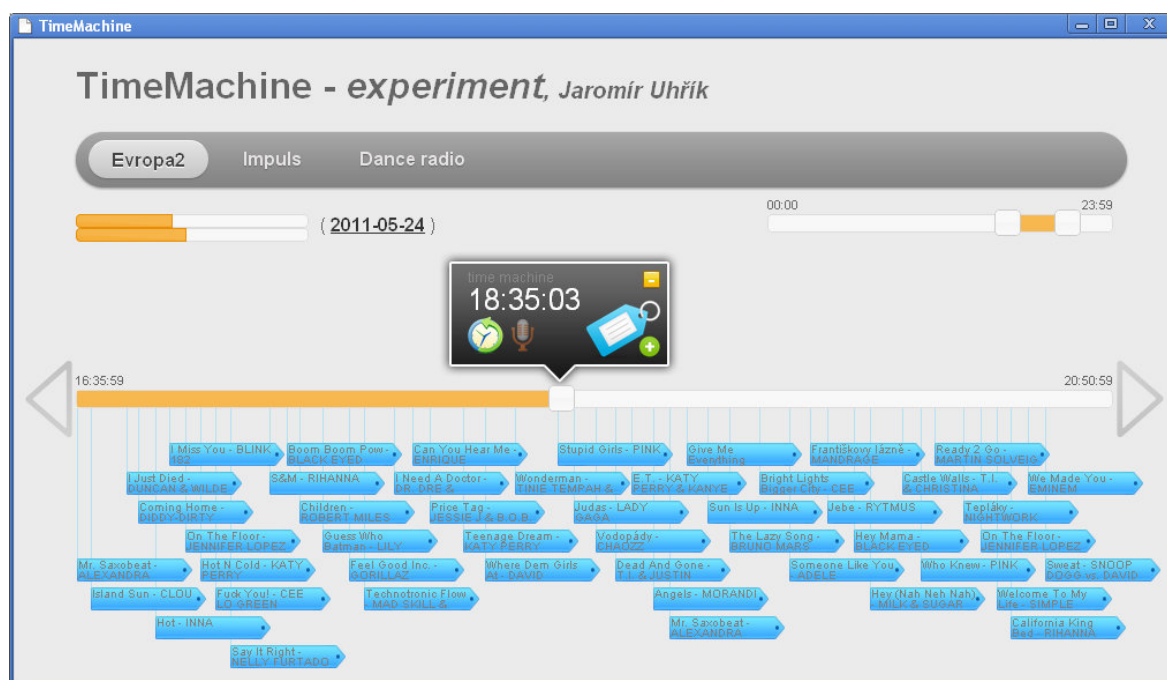 TimeMachine
TimeMachine - experiment, Jaromír Uhřík
Evropa2 Impuls Dance radio
( 2011-05-24 )
00:00 23:59
time machine
18:35:03
16:35:59 20:50:59
I Miss You - BLINK
182
Boom Boom Pow -
BLACK EYED
Can You Hear Me -
ENRIQUE
Stupid Girls - PINK
Give Me
Everything
Františkovy lázně -
MANDRAGE
Ready 2 Go -
MARTIN SOLVEIG
I Just Died -
DUNCAN & WILDE
S&M - RIHANNA
I Need A Doctor -
DR. DRE &
Wonderman -
TINIE TEMPAH &
E.T. - KATY
PERRY & KANYE
Bright Lights
Bigger City - CEE
Castle Walls - T.I.
& CHRISTINA
We Made You -
EMINEM
Coming Home -
DIDDY-DIRTY
Children -
ROBERT MILES
Price Tag -
JESSIE J & B.O.B.
Judas - LADY
GAGA
Sun Is Up - INNA
Jebe - RYTMUS
Tepláky -
NIGHTWORK
On The Floor -
JENNIFER LOPEZ
Guess Who
Batman - LILY
Teenage Dream -
KATY PERRY
Vodopády -
CHAOZZ
The Lazy Song -
BRUNO MARS
Hey Mama -
BLACK EYED
On The Floor -
JENNIFER LOPEZ
Mr. Saxobeat -
ALEXANDRA
Hot N Cold - KATY
PERRY
Feel Good Inc. -
GORILLAZ
Where Dem Girls
At - DAVID
Dead And Gone -
T.I. & JUSTIN
Someone Like You
- ADELE
Who Knew - PINK
Sweat - SNOOP
DOGG vs. DAVID
Island Sun - CLOU
Fuck You! - CEE
LO GREEN
Technotronic Flow
- MAD SKILL &
Angels - MORANDI
Hey (Nah Neh Nah)
- MILK & SUGAR
Welcome To My
Life - SIMPLE
Hot - INNA
Mr. Saxobeat -
ALEXANDRA
California King
Bed - RIHANNA
Say It Right -
NELLY FURTADO